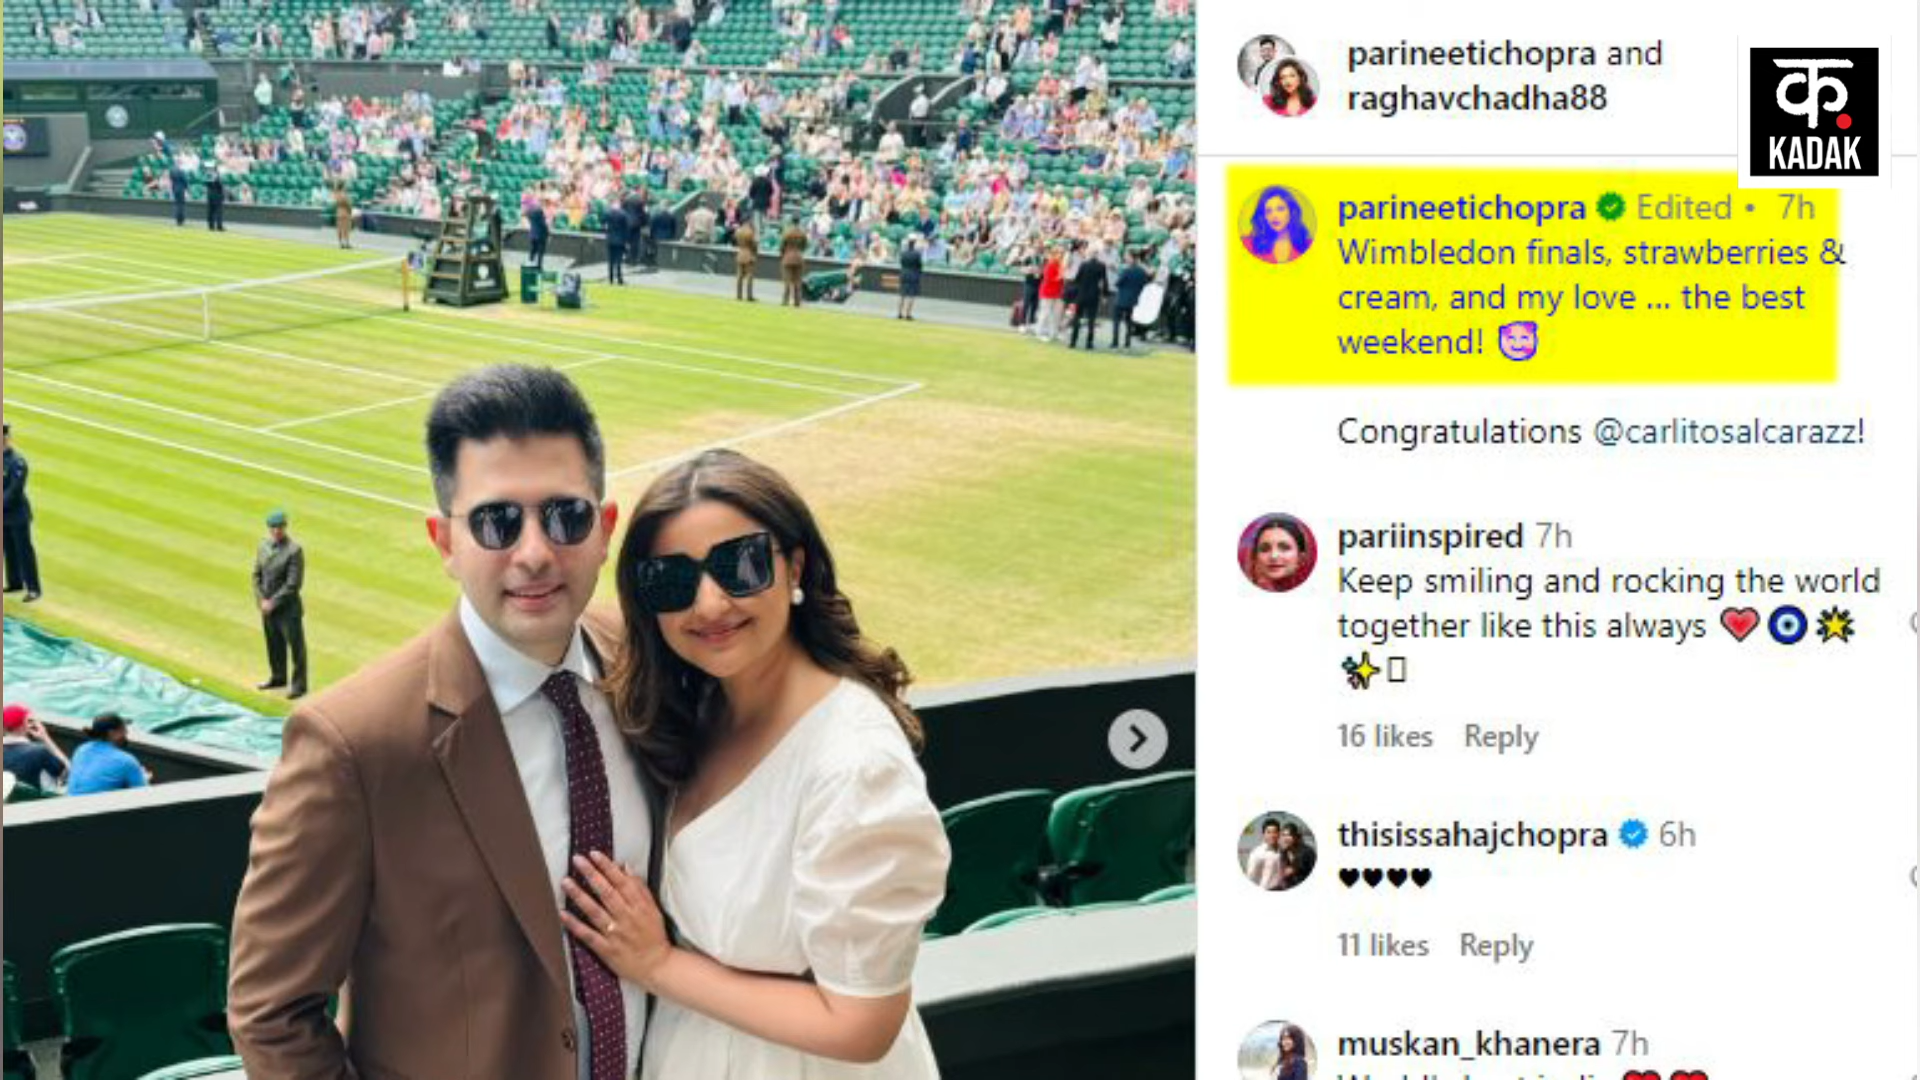 parineetichopra and
raghavchadha88
क
KADAK
parineetichopra Edited • 7h
Wimbledon finals, strawberries &
cream, and my love ... the best
weekend! 🥰
Congratulations @carlitosalcarazz!
pariinspired 7h
Keep smiling and rocking the world
together like this always ❤️🧿🌟
✨
16 likes Reply
thisissahajchopra 6h
♥♥♥♥
11 likes Reply
muskan_khanera 7h